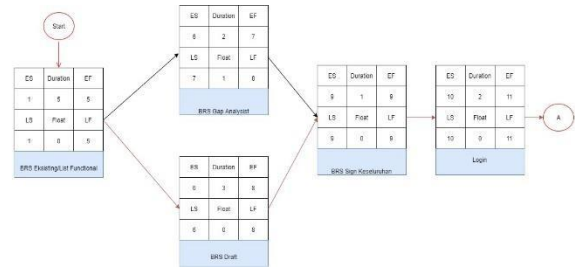 Start
ES Duration EF
1 5 5
LS Float LF
1 0 5
BRS Eksisting/List Functional
ES Duration EF
6 2 7
LS Float LF
7 1 8
BRS Gap Analysist
ES Duration EF
6 3 8
LS Float LF
6 0 8
BRS Draft
ES Duration EF
9 1 9
LS Float LF
9 0 9
BRS Sign Keseluruhan
ES Duration EF
10 2 11
LS Float LF
10 0 11
Login
A